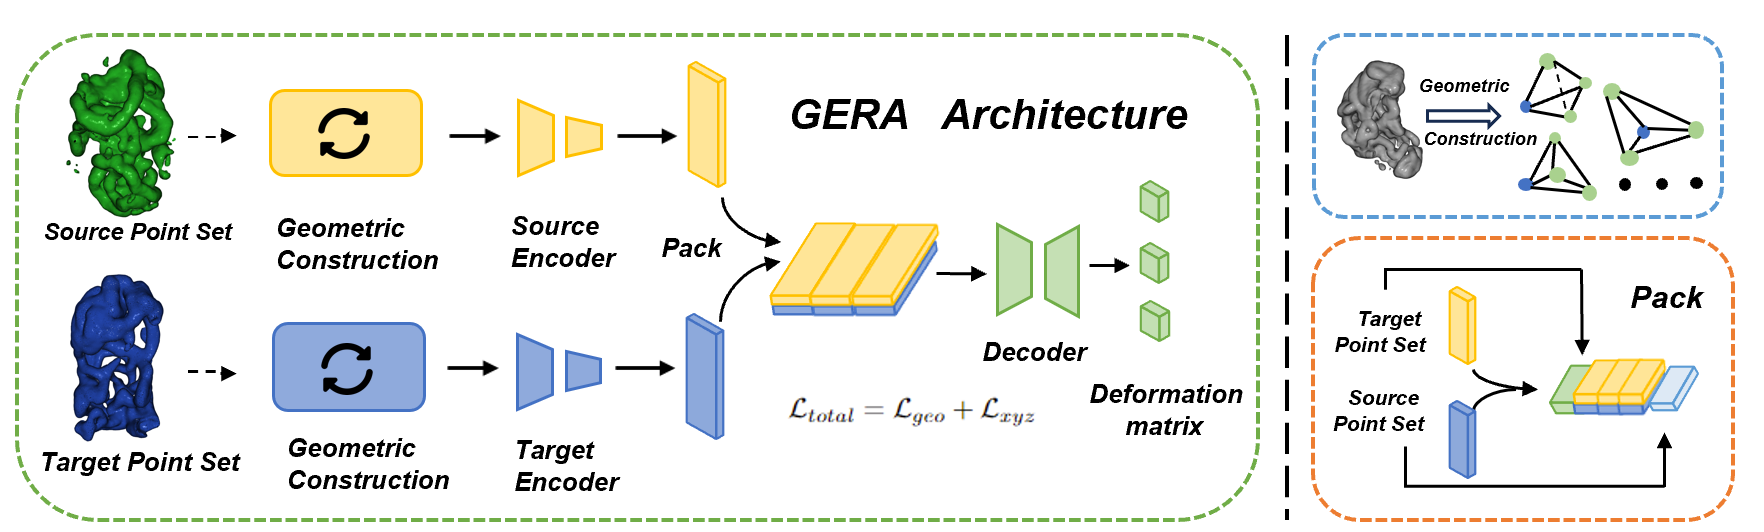 GERA Architecture
Source Point Set
Geometric
Construction
Source
Encoder
Pack
Target Point Set
Geometric
Construction
Target
Encoder
Decoder
Deformation
matrix
$\mathcal{L}_{total} = \mathcal{L}_{geo} + \mathcal{L}_{xyz}$
Geometric
Construction
Pack
Target
Point Set
Source
Point Set